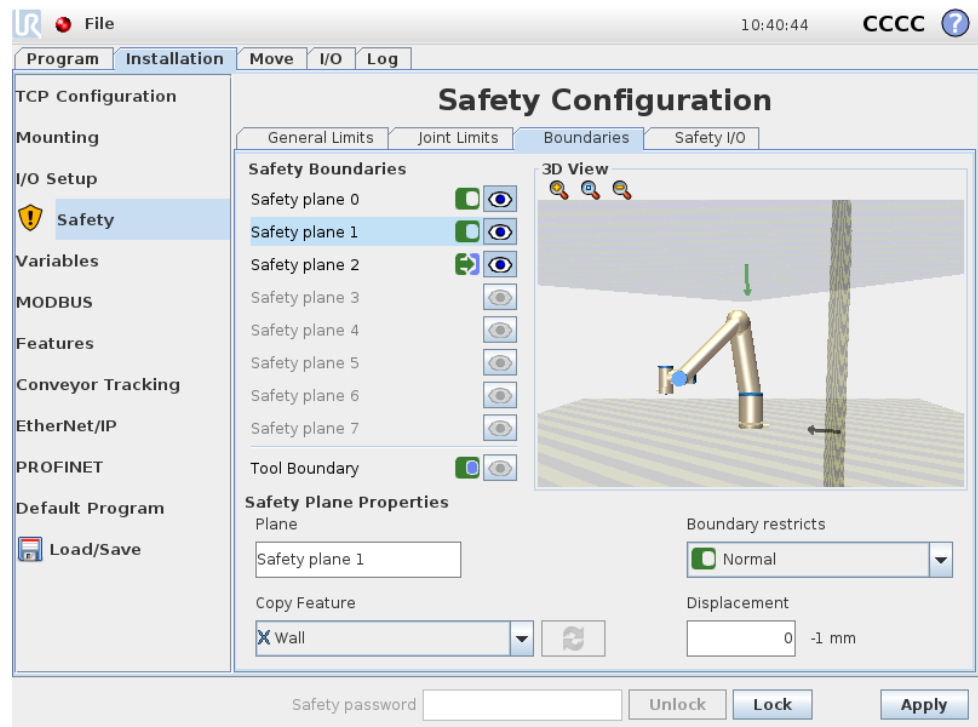 UR File 10:40:44 CCCC ?
Program Installation Move I/O Log
TCP Configuration
Mounting
I/O Setup
Safety
Variables
MODBUS
Features
Conveyor Tracking
EtherNet/IP
PROFINET
Default Program
Load/Save
Safety Configuration
General Limits Joint Limits Boundaries Safety I/O
Safety Boundaries
Safety plane 0
Safety plane 1
Safety plane 2
Safety plane 3
Safety plane 4
Safety plane 5
Safety plane 6
Safety plane 7
Tool Boundary
3D View
Safety Plane Properties
Plane
Safety plane 1
Boundary restricts
Normal
Copy Feature
Wall
Displacement
0 -1 mm
Safety password Unlock Lock Apply